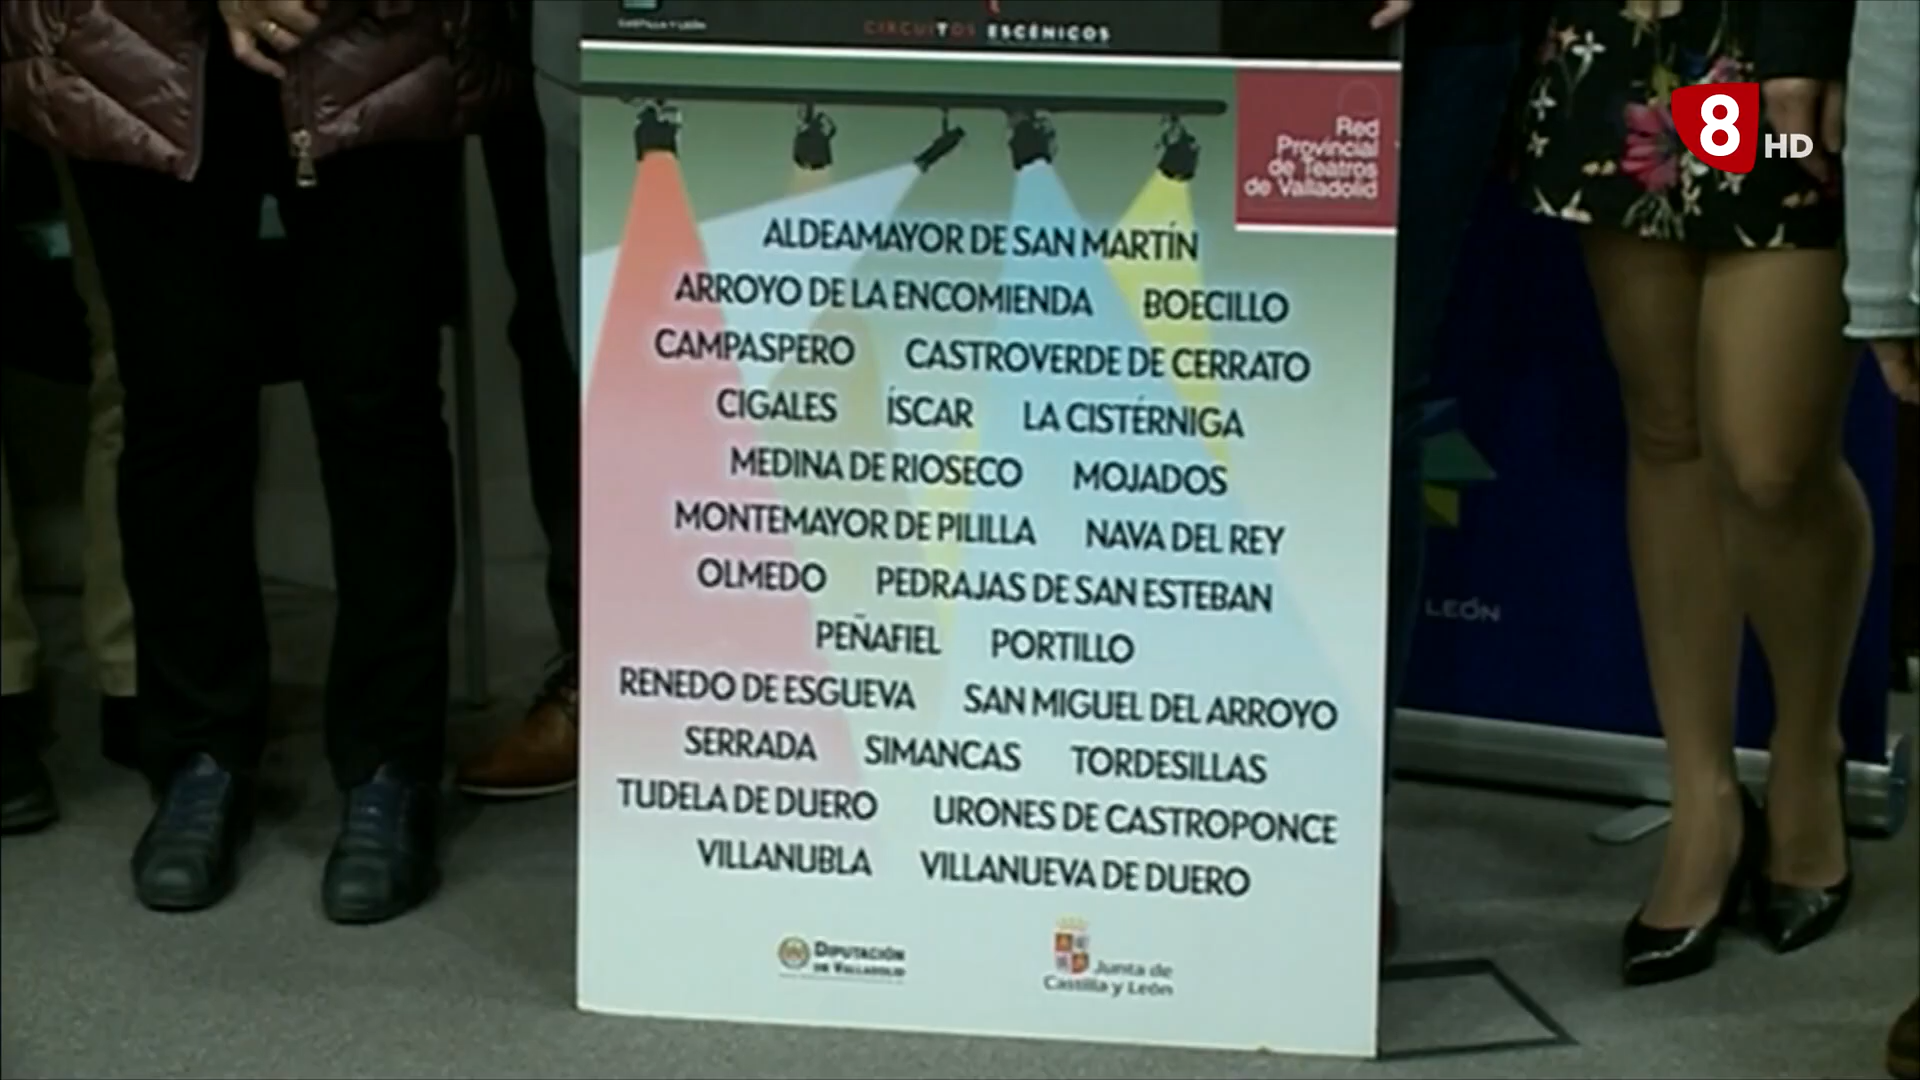 CASTILLA Y LEÓN
CIRCUITOS ESCÉNICOS
8 HD
Red
Provincial
de Teatros
de Valladolid
ALDEAMAYOR DE SAN MARTÍN
ARROYO DE LA ENCOMIENDA BOECILLO
CAMPASPERO CASTROVERDE DE CERRATO
CIGALES ÍSCAR LA CISTÉRNIGA
MEDINA DE RIOSECO MOJADOS
MONTEMAYOR DE PILILLA NAVA DEL REY
OLMEDO PEDRAJAS DE SAN ESTEBAN
PEÑAFIEL PORTILLO
RENEDO DE ESGUEVA SAN MIGUEL DEL ARROYO
SERRADA SIMANCAS TORDESILLAS
TUDELA DE DUERO URONES DE CASTROPONCE
VILLANUBLA VILLANUEVA DE DUERO
DIPUTACIÓN
DE VALLADOLID
Junta de
Castilla y León
LEÓN